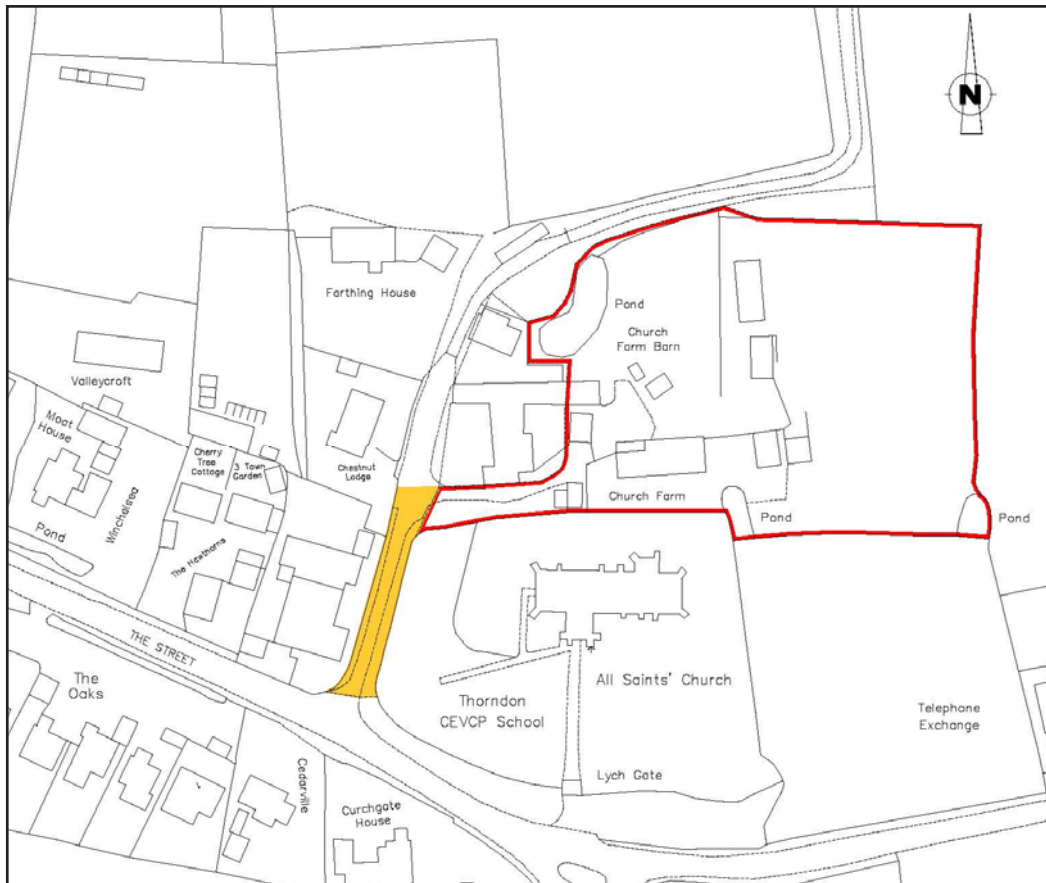 N
Farthing House
Pond
Church
Farm Barn
Valleycroft
Moat
House
Cherry
Tree
Cottage
3 Town
Garden
Chestnut
Lodge
Winchelsea
Pond
The Hawthorns
Church Farm
Pond
Pond
THE STREET
The
Oaks
Thorndon
CEVCP School
All Saints' Church
Telephone
Exchange
Lych Gate
Cedarville
Curchgate
House